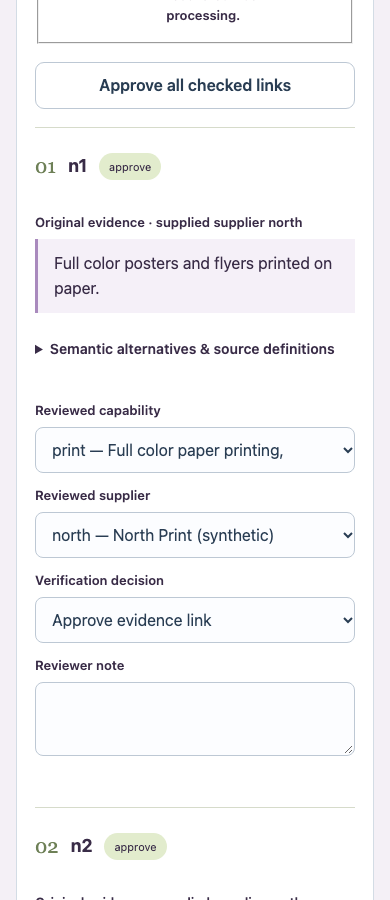 processing.
Approve all checked links
01 n1 approve
Original evidence · supplied supplier north
Full color posters and flyers printed on
paper.
Semantic alternatives & source definitions
Reviewed capability
print — Full color paper printing,
Reviewed supplier
north — North Print (synthetic)
Verification decision
Approve evidence link
Reviewer note
02 n2 approve